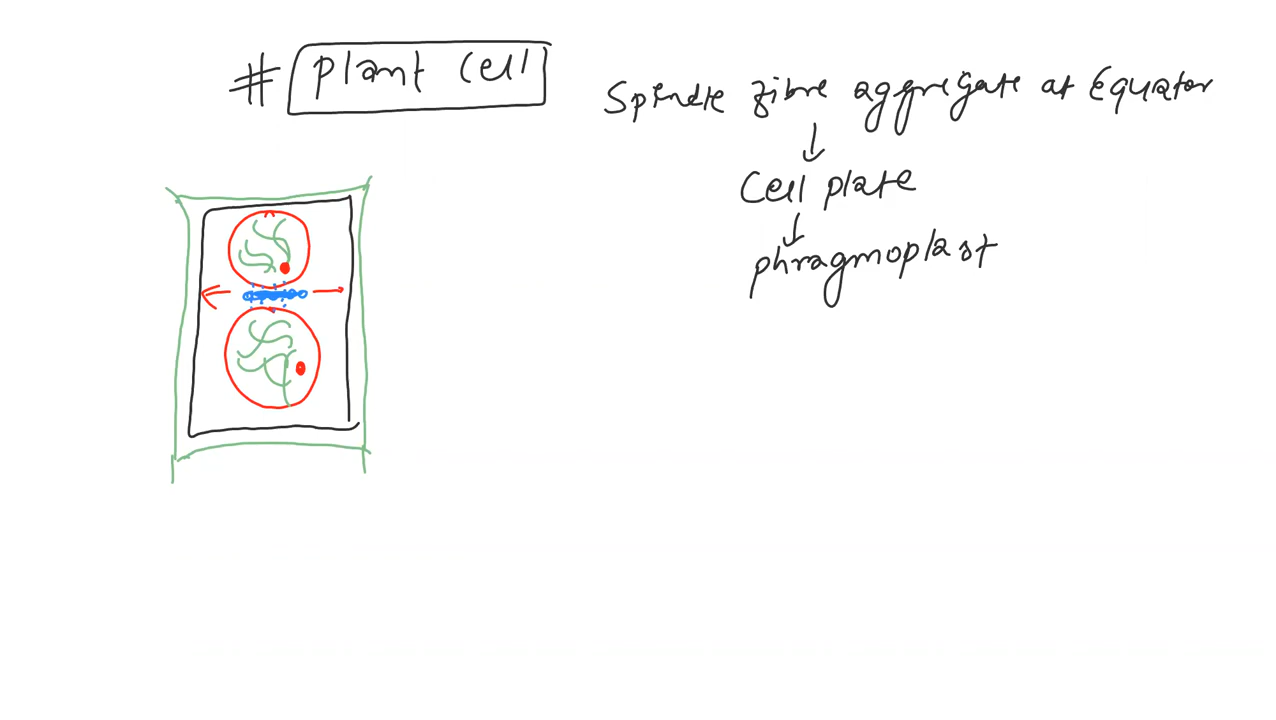 # plant cell
Spindle fibre aggregate at Equator
Cell plate
phragmoplast